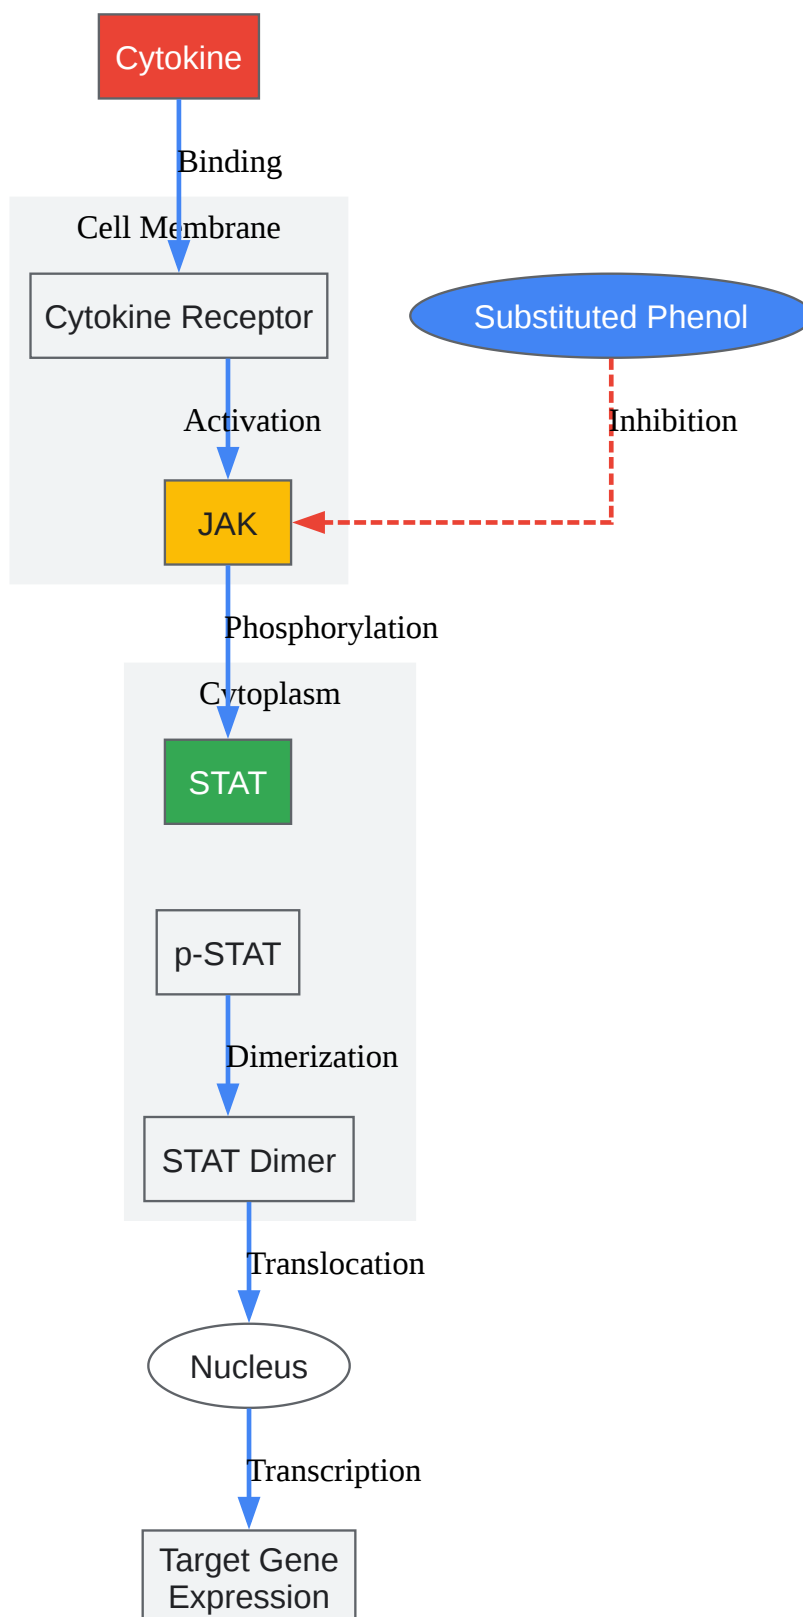 Cytokine
Binding
Cell Membrane
Cytokine Receptor
Substituted Phenol
Activation
Inhibition
JAK
Phosphorylation
Cytoplasm
STAT
p-STAT
Dimerization
STAT Dimer
Translocation
Nucleus
Transcription
Target Gene
Expression